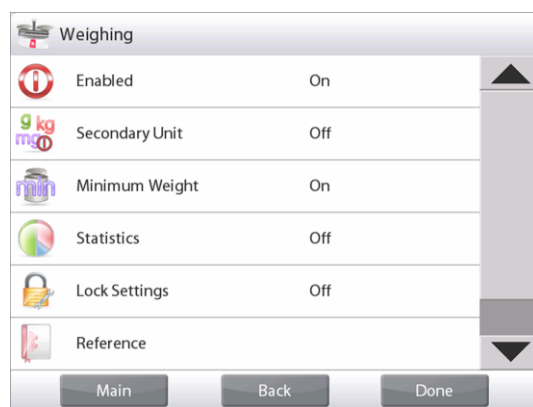 Weighing
Enabled On
g kg
mg
Secondary Unit Off
min
Minimum Weight On
Statistics Off
Lock Settings Off
Reference
Main Back Done